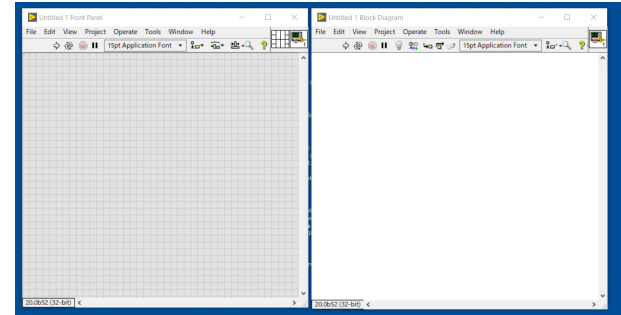 Untitled 1 Front Panel
File Edit View Project Operate Tools Window Help
15pt Application Font
20.0b52 (32-bit)
Untitled 1 Block Diagram
File Edit View Project Operate Tools Window Help
15pt Application Font
20.0b52 (32-bit)